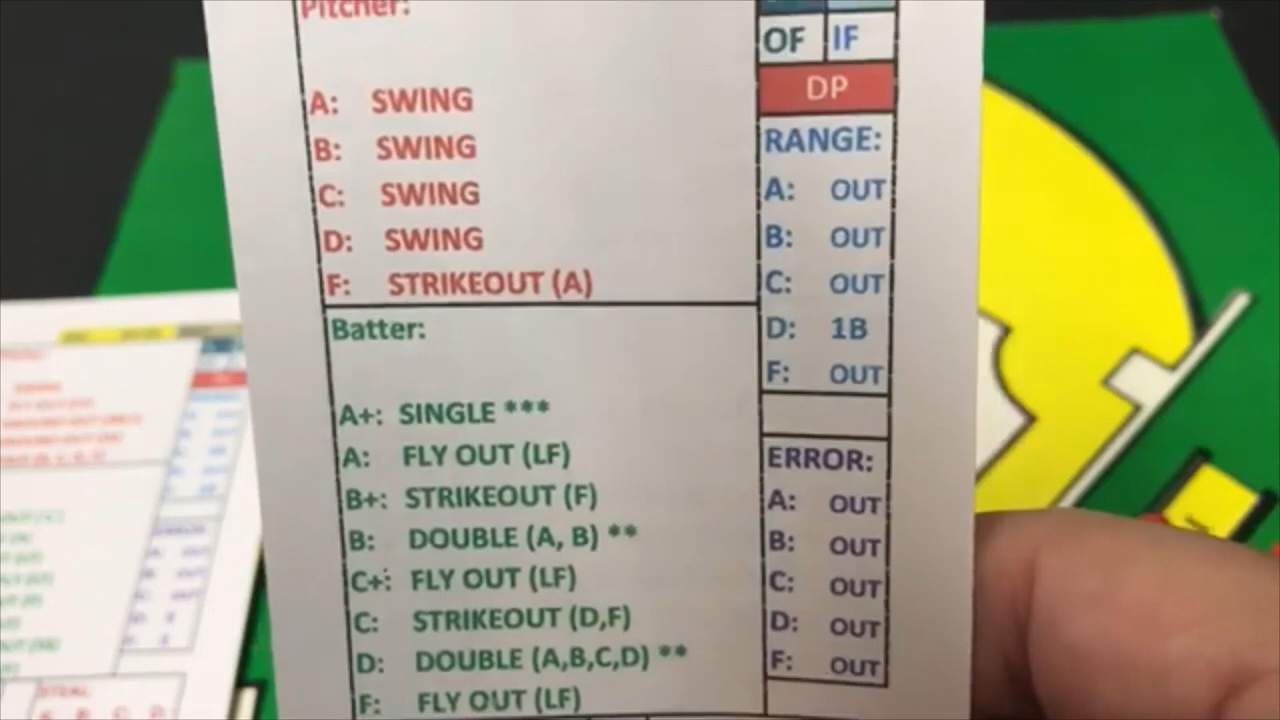 Pitcher:
A: SWING
B: SWING
C: SWING
D: SWING
F: STRIKEOUT (A)
Batter:
A+: SINGLE ***
A: FLY OUT (LF)
B+: STRIKEOUT (F)
B: DOUBLE (A, B) **
C+: FLY OUT (LF)
C: STRIKEOUT (D,F)
D: DOUBLE (A,B,C,D) **
F: FLY OUT (LF)
OF IF
DP
RANGE:
A: OUT
B: OUT
C: OUT
D: 1B
F: OUT
ERROR:
A: OUT
B: OUT
C: OUT
D: OUT
F: OUT